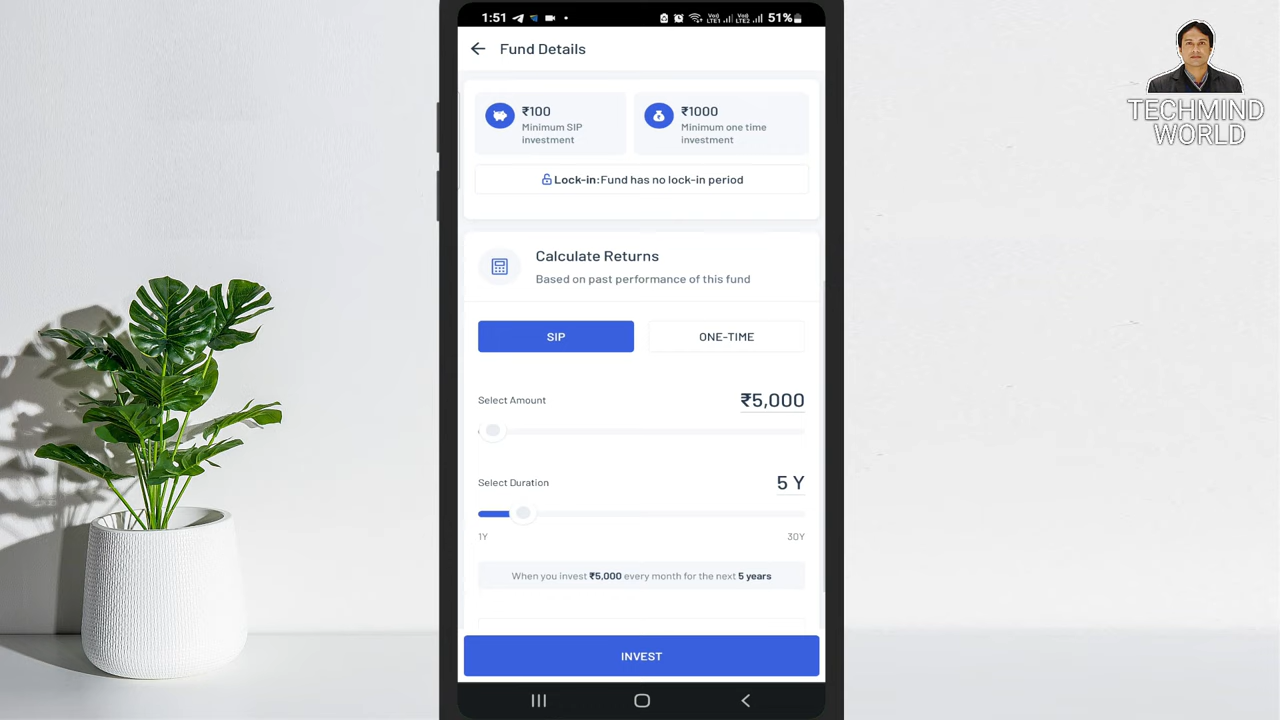 1:51
51%
Fund Details
₹100
Minimum SIP
investment
₹1000
Minimum one time
investment
Lock-in:Fund has no lock-in period
Calculate Returns
Based on past performance of this fund
SIP
ONE-TIME
Select Amount
₹5,000
Select Duration
5 Y
1Y
30Y
When you invest ₹5,000 every month for the next 5 years
INVEST
TECHMIND
WORLD